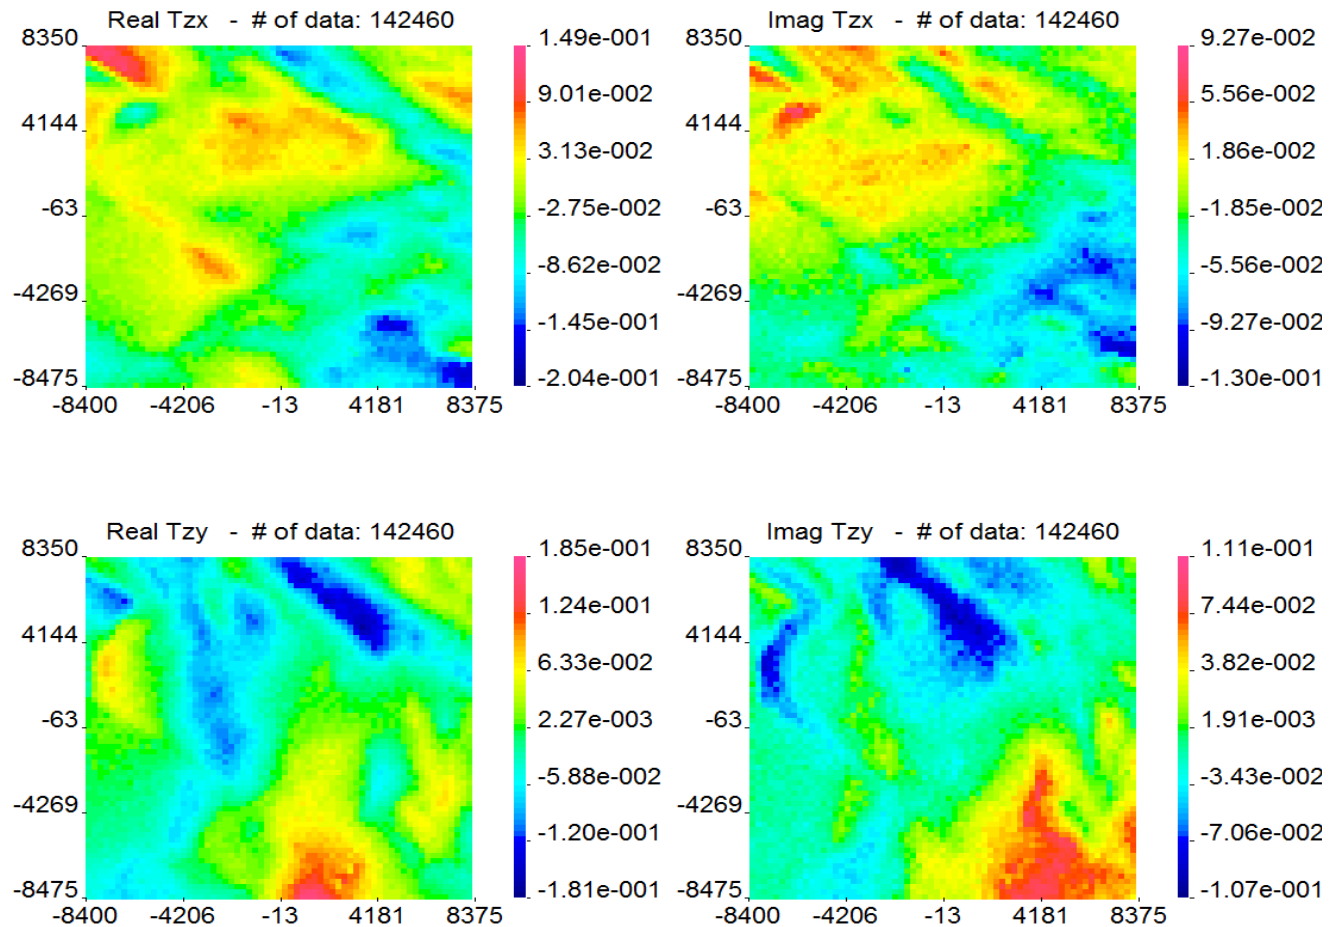 Real Tzx - # of data: 142460
8350
4144
-63
-4269
-8475
-8400 -4206 -13 4181 8375
1.49e-001
9.01e-002
3.13e-002
-2.75e-002
-8.62e-002
-1.45e-001
-2.04e-001
Imag Tzx - # of data: 142460
8350
4144
-63
-4269
-8475
-8400 -4206 -13 4181 8375
9.27e-002
5.56e-002
1.86e-002
-1.85e-002
-5.56e-002
-9.27e-002
-1.30e-001
Real Tzy - # of data: 142460
8350
4144
-63
-4269
-8475
-8400 -4206 -13 4181 8375
1.85e-001
1.24e-001
6.33e-002
2.27e-003
-5.88e-002
-1.20e-001
-1.81e-001
Imag Tzy - # of data: 142460
8350
4144
-63
-4269
-8475
-8400 -4206 -13 4181 8375
1.11e-001
7.44e-002
3.82e-002
1.91e-003
-3.43e-002
-7.06e-002
-1.07e-001